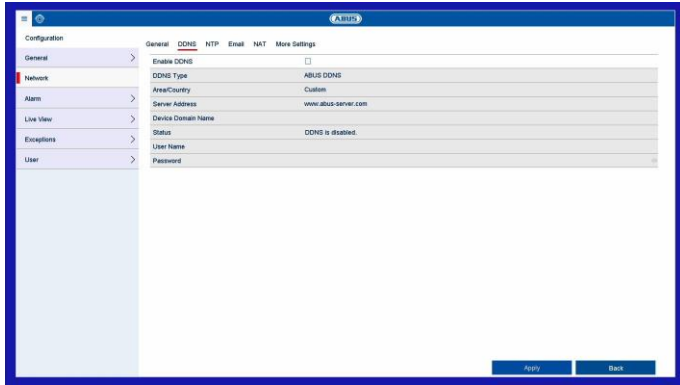 ABUS
Configuration
General DDNS NTP Email NAT More Settings
General
Network
Alarm
Live View
Exceptions
User
Enable DDNS
DDNS Type ABUS DDNS
Area/Country Custom
Server Address www.abus-server.com
Device Domain Name
Status DDNS is disabled.
User Name
Password
Apply Back